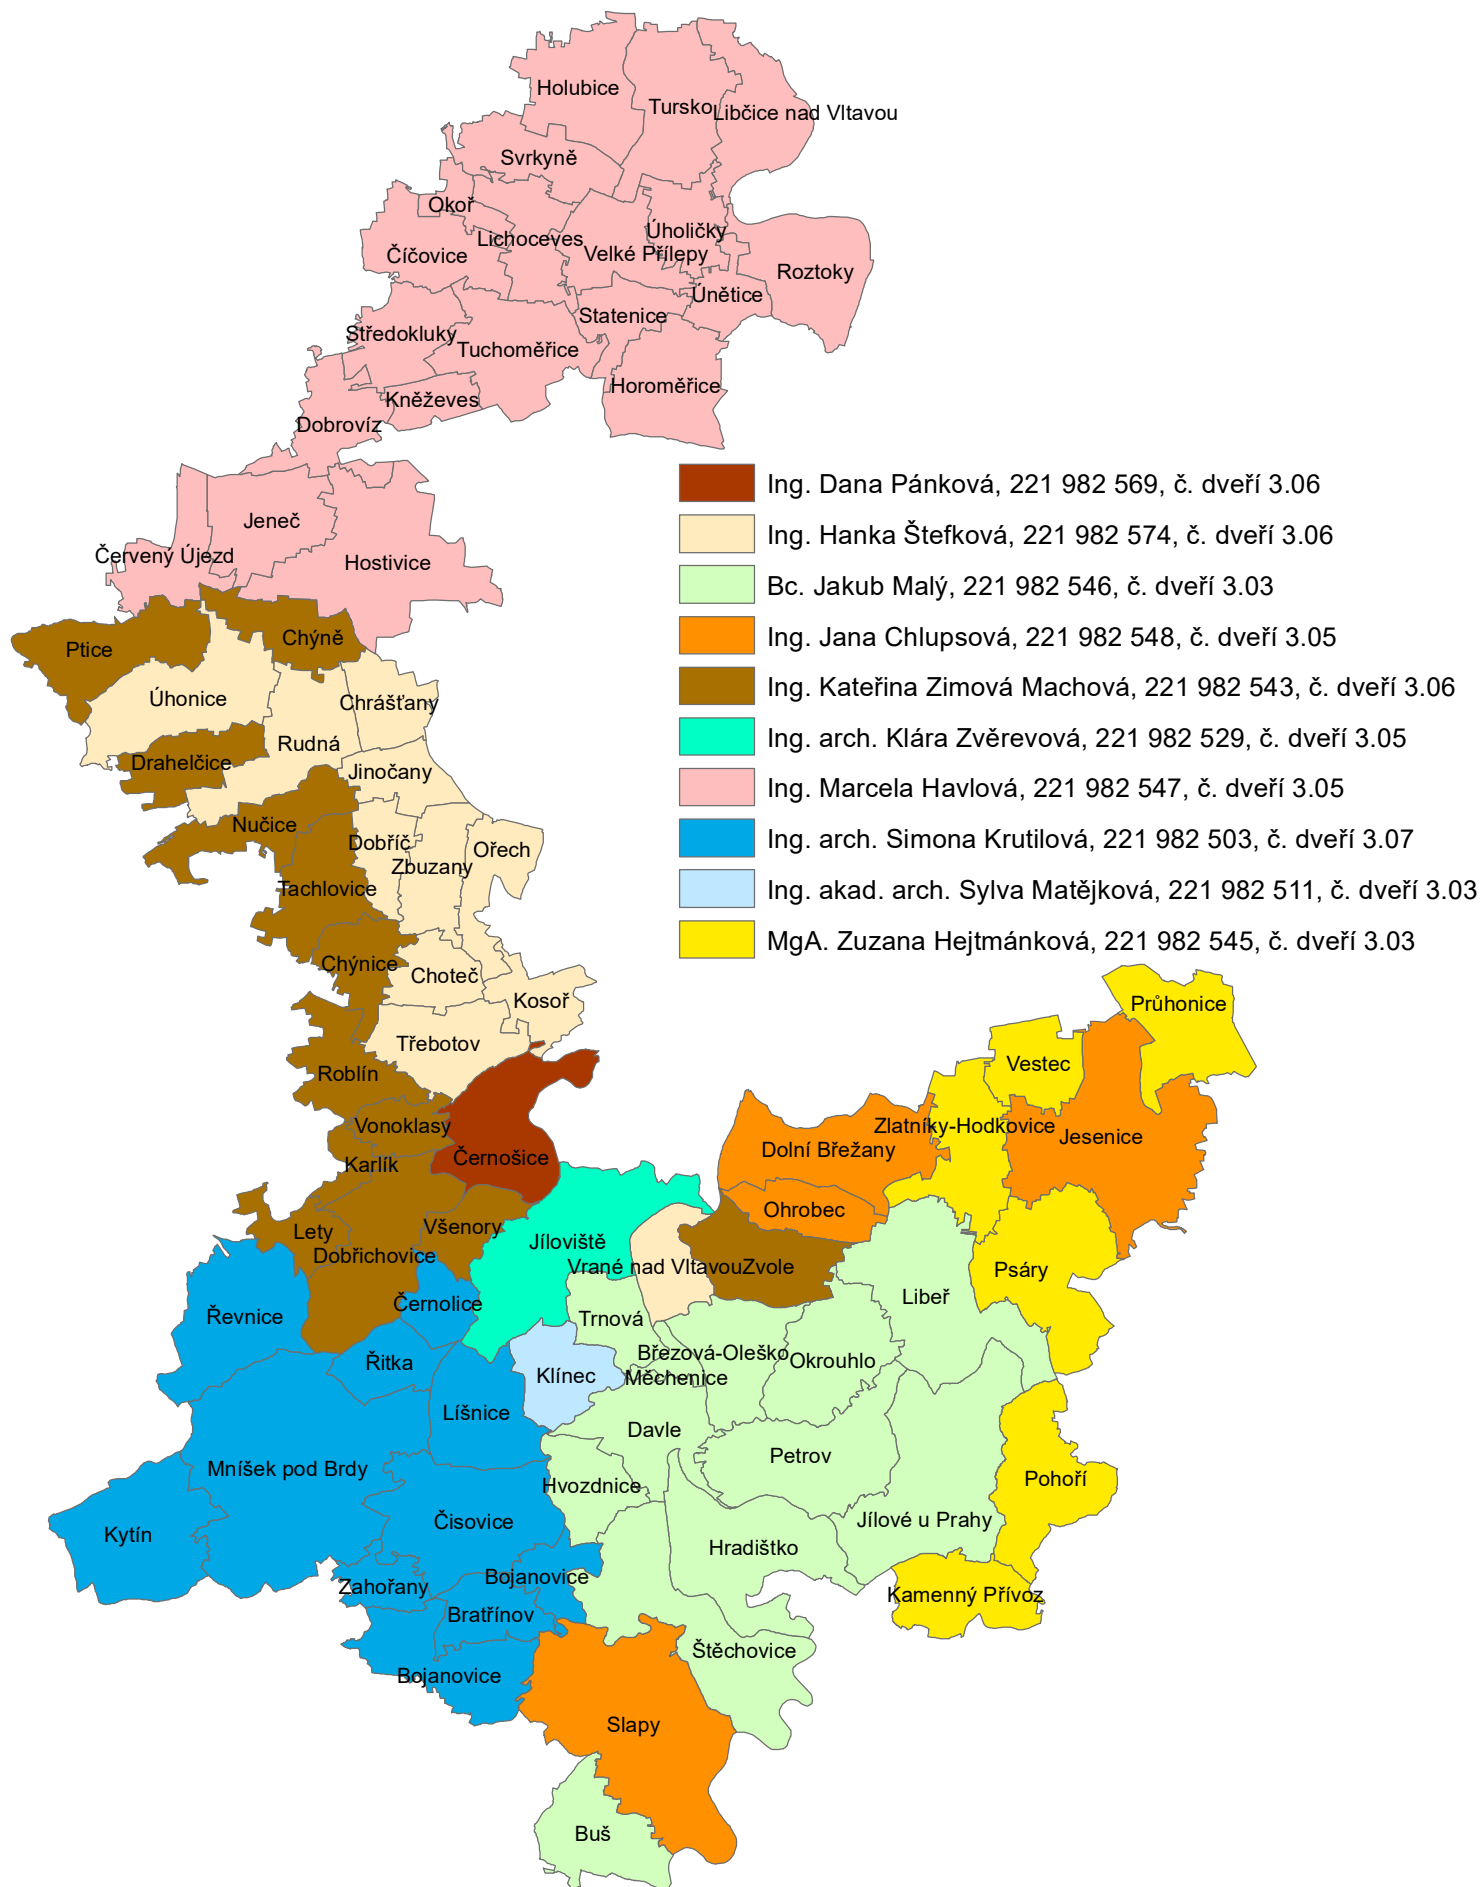 Holubice
Tursko
Libčice nad Vltavou
Svrkyně
Okoř
Lichoceves
Úholičky
Číčovice
Velké Přílepy
Roztoky
Únětice
Statenice
Středokluky
Tuchoměřice
Horoměřice
Kněževes
Dobrovíz
Jeneč
Červený Újezd
Hostivice
Ing. Dana Pánková, 221 982 569, č. dveří 3.06
Ing. Hanka Štefková, 221 982 574, č. dveří 3.06
Bc. Jakub Malý, 221 982 546, č. dveří 3.03
Ing. Jana Chlupsová, 221 982 548, č. dveří 3.05
Ing. Kateřina Zimová Machová, 221 982 543, č. dveří 3.06
Ing. arch. Klára Zvěrevová, 221 982 529, č. dveří 3.05
Ing. Marcela Havlová, 221 982 547, č. dveří 3.05
Ing. arch. Simona Krutilová, 221 982 503, č. dveří 3.07
Ing. akad. arch. Sylva Matějková, 221 982 511, č. dveří 3.03
MgA. Zuzana Hejtmánková, 221 982 545, č. dveří 3.03
Chýně
Ptice
Úhonice
Chrášťany
Rudná
Drahelčice
Jinočany
Nučice
Dobříč
Ořech
Zbuzany
Tachlovice
Chýnice
Choteč
Kosoř
Průhonice
Třebotov
Vestec
Roblín
Vonoklasy
Zlatníky-Hodkovice
Jesenice
Dolní Břežany
Černošice
Karlík
Ohrobec
Všenory
Lety
Jíloviště
Dobřichovice
Vrané nad Vltavou
Zvole
Psáry
Libeř
Černolice
Řevnice
Trnová
Březová-Oleško
Okrouhlo
Řitka
Klínec
Měchenice
Líšnice
Davle
Petrov
Mníšek pod Brdy
Pohoří
Hvozdnice
Jílové u Prahy
Čisovice
Kytín
Hradištko
Bojanovice
Zahořany
Kamenný Přívoz
Bratřínov
Štěchovice
Bojanovice
Slapy
Buš